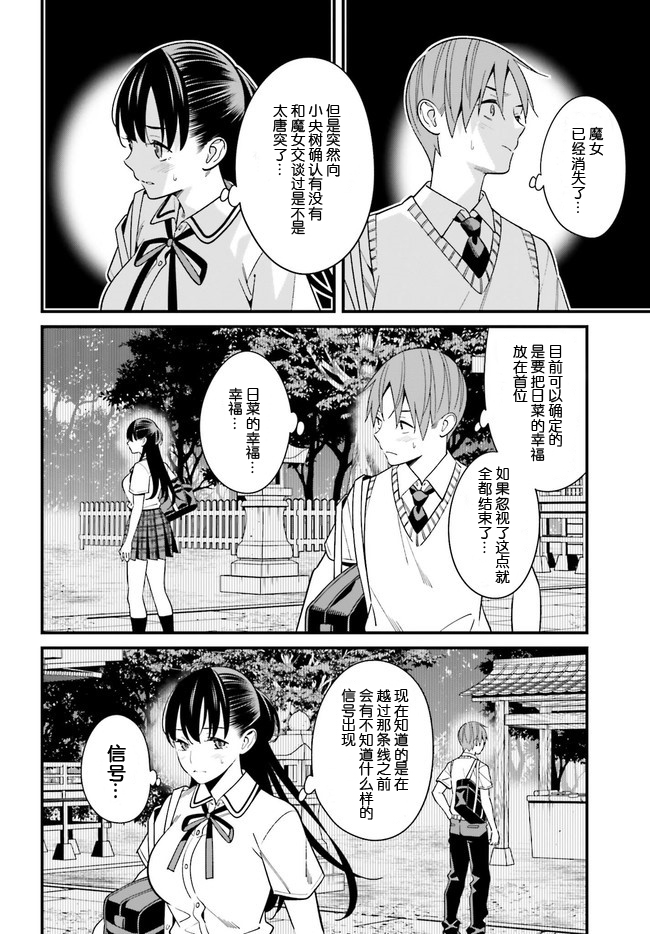 魔女
已经消失了…
但是突然向
小央树确认有没有
和魔女交谈过是不是
太唐突了…
目前可以确定的
是要把日菜的幸福
放在首位
如果忽视了这点就
全都结束了…
日菜的幸福…
幸福…
现在知道的是在
越过那条线之前
会有不知道什么样的
信号出现
信号…